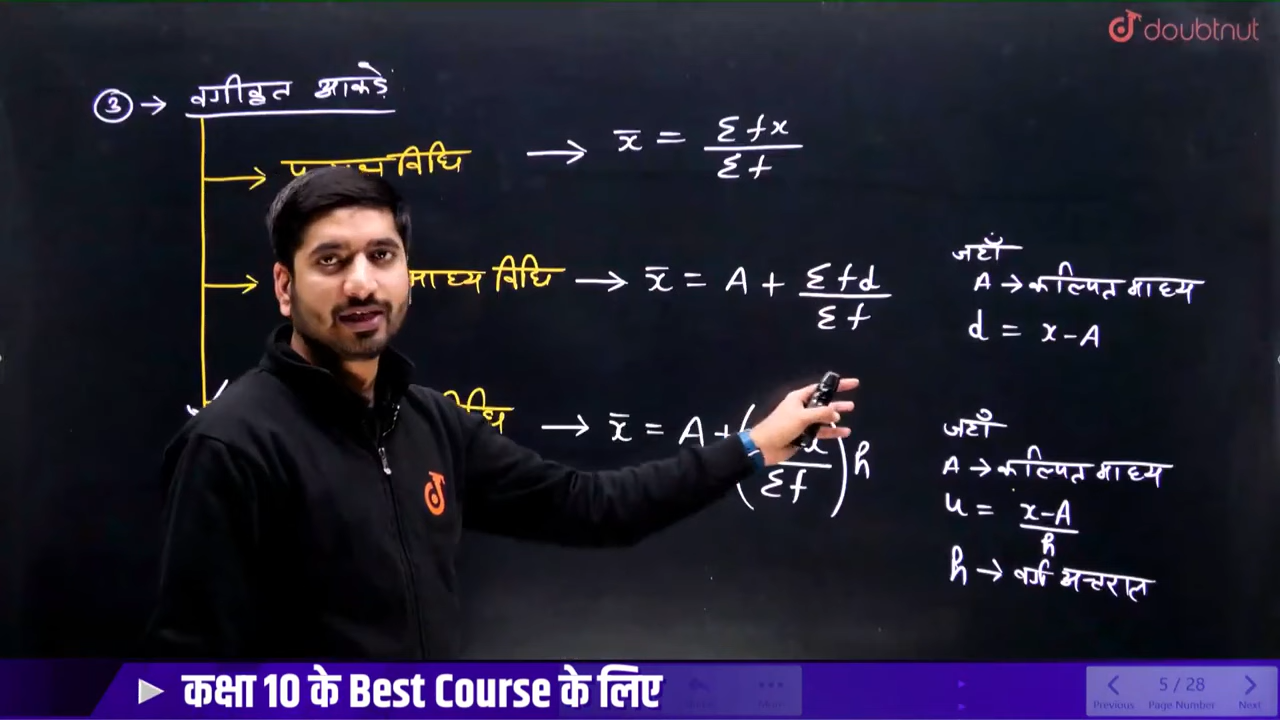 doubtnut
③ → वर्गीकृत आकड़े
विधि → x̄ = Σfx / Σf
माध्य विधि → x̄ = A + Σfd / Σf
जहाँ
A → कल्पित माध्य
d = x - A
विधि → x̄ = A + ( / Σf ) h
जहाँ
A → कल्पित माध्य
u = x-A / h
h → वर्ग अन्तराल
कक्षा 10 के Best Course के लिए
5 / 28
Previous Page Number Next